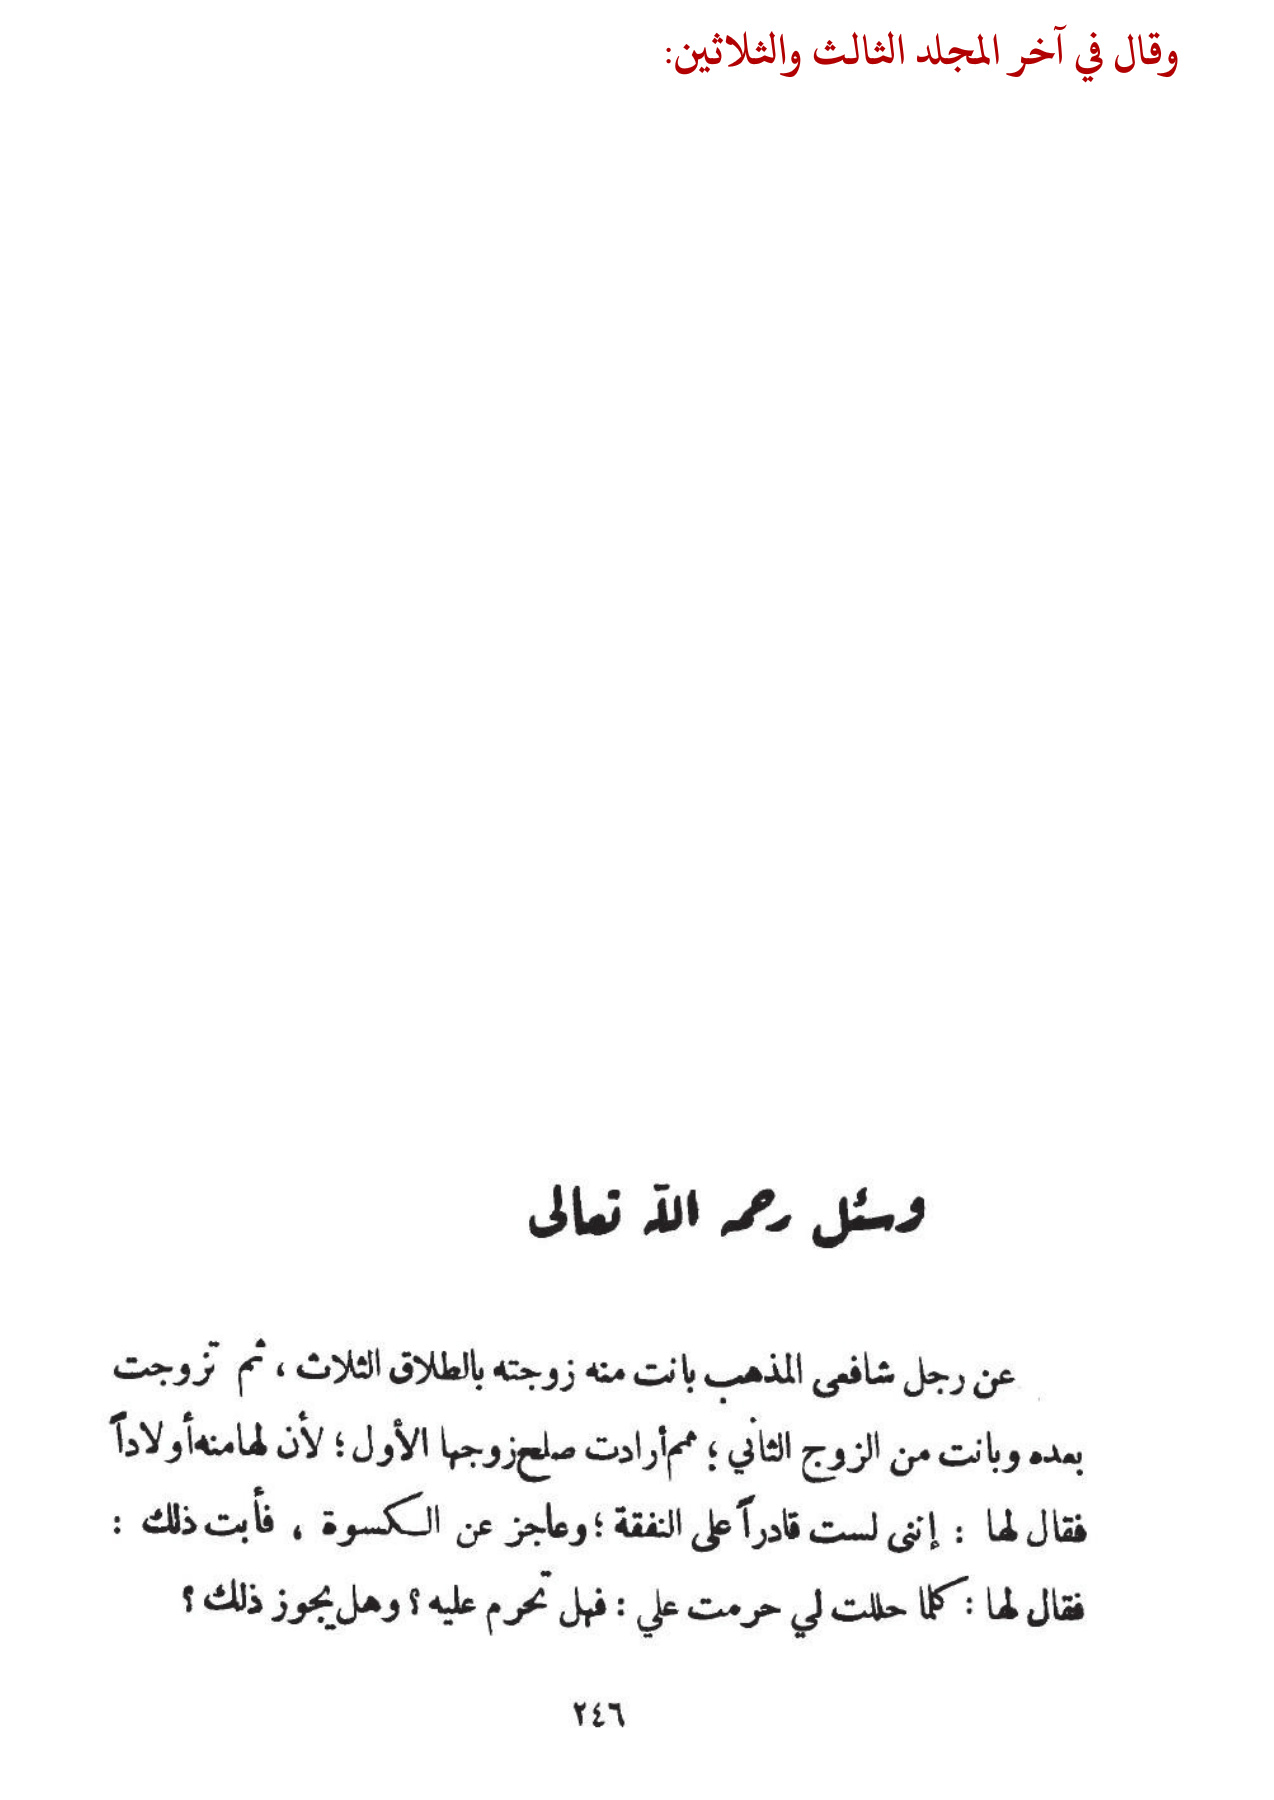 وقال في آخر المجلد الثالث والثلاثين:
وسئل رحمه الله تعالى
عن رجل شافعى المذهب بانت منه زوجته بالطلاق الثلاث ، ثم تزوجت
بعده وبانت من الزوج الثاني ؛ ثم أرادت صلح زوجها الأول ؛ لأن لها منه أولاداً
فقال لها : إننى لست قادراً على النفقة ؛ وعاجز عن الكسوة ، فأبت ذلك :
فقال لها : كلما حللت لي حرمت علي : فهل تحرم عليه ؟ وهل يجوز ذلك ؟
٢٤٦